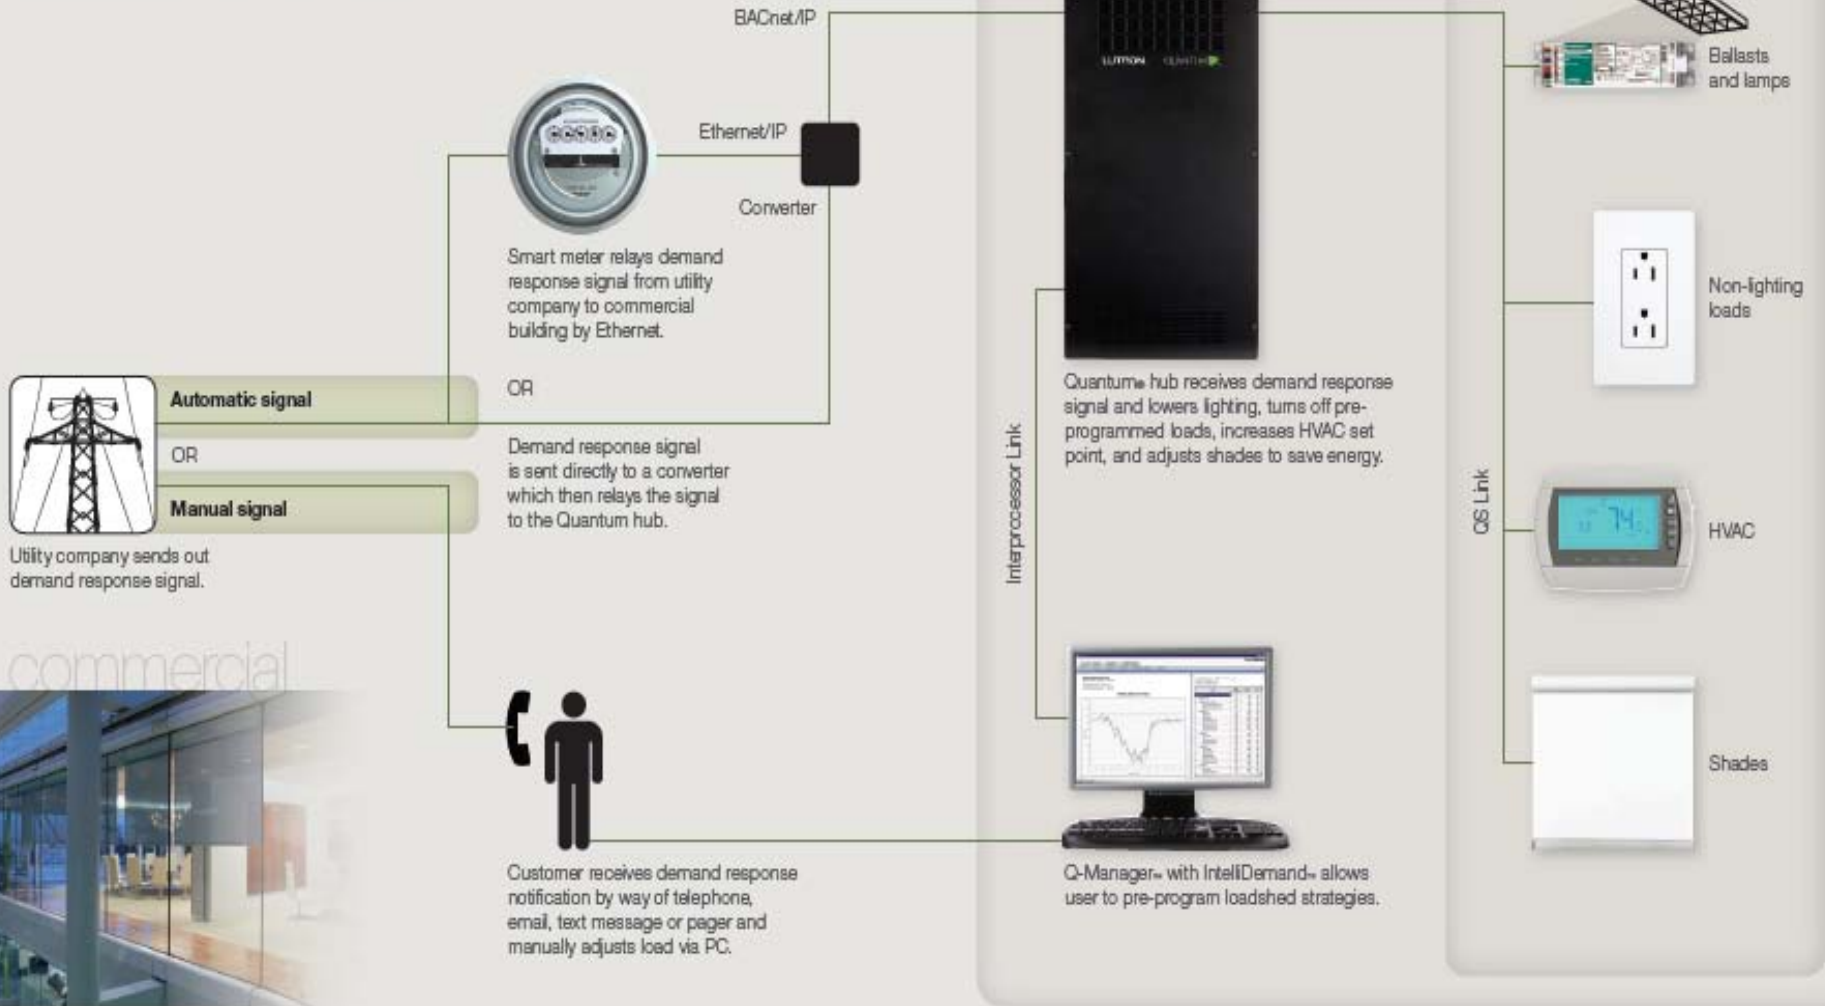 BACnet/IP
LUTRON QUANTUM
Ballasts
and lamps
Ethernet/IP
Converter
Smart meter relays demand
response signal from utility
company to commercial
building by Ethernet.
Non-lighting
loads
Automatic signal
OR
Manual signal
Utility company sends out
demand response signal.
OR
Demand response signal
is sent directly to a converter
which then relays the signal
to the Quantum hub.
Quantum® hub receives demand response
signal and lowers lighting, turns off pre-
programmed loads, increases HVAC set
point, and adjusts shades to save energy.
Interprocessor Link
QS Link
74
HVAC
commercial
Shades
Customer receives demand response
notification by way of telephone,
email, text message or pager and
manually adjusts load via PC.
Q-Manager™ with IntelliDemand™ allows
user to pre-program loadshed strategies.